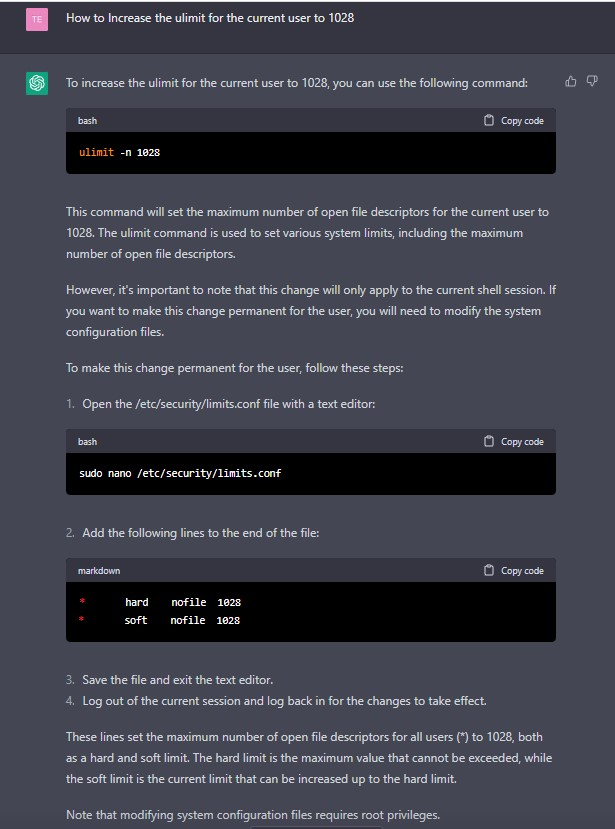 TE
How to Increase the ulimit for the current user to 1028
To increase the ulimit for the current user to 1028, you can use the following command:
bash
Copy code
ulimit -n 1028
This command will set the maximum number of open file descriptors for the current user to
1028. The ulimit command is used to set various system limits, including the maximum
number of open file descriptors.
However, it's important to note that this change will only apply to the current shell session. If
you want to make this change permanent for the user, you will need to modify the system
configuration files.
To make this change permanent for the user, follow these steps:
1. Open the /etc/security/limits.conf file with a text editor:
bash
Copy code
sudo nano /etc/security/limits.conf
2. Add the following lines to the end of the file:
markdown
Copy code
* hard nofile 1028
* soft nofile 1028
3. Save the file and exit the text editor.
4. Log out of the current session and log back in for the changes to take effect.
These lines set the maximum number of open file descriptors for all users (*) to 1028, both
as a hard and soft limit. The hard limit is the maximum value that cannot be exceeded, while
the soft limit is the current limit that can be increased up to the hard limit.
Note that modifying system configuration files requires root privileges.